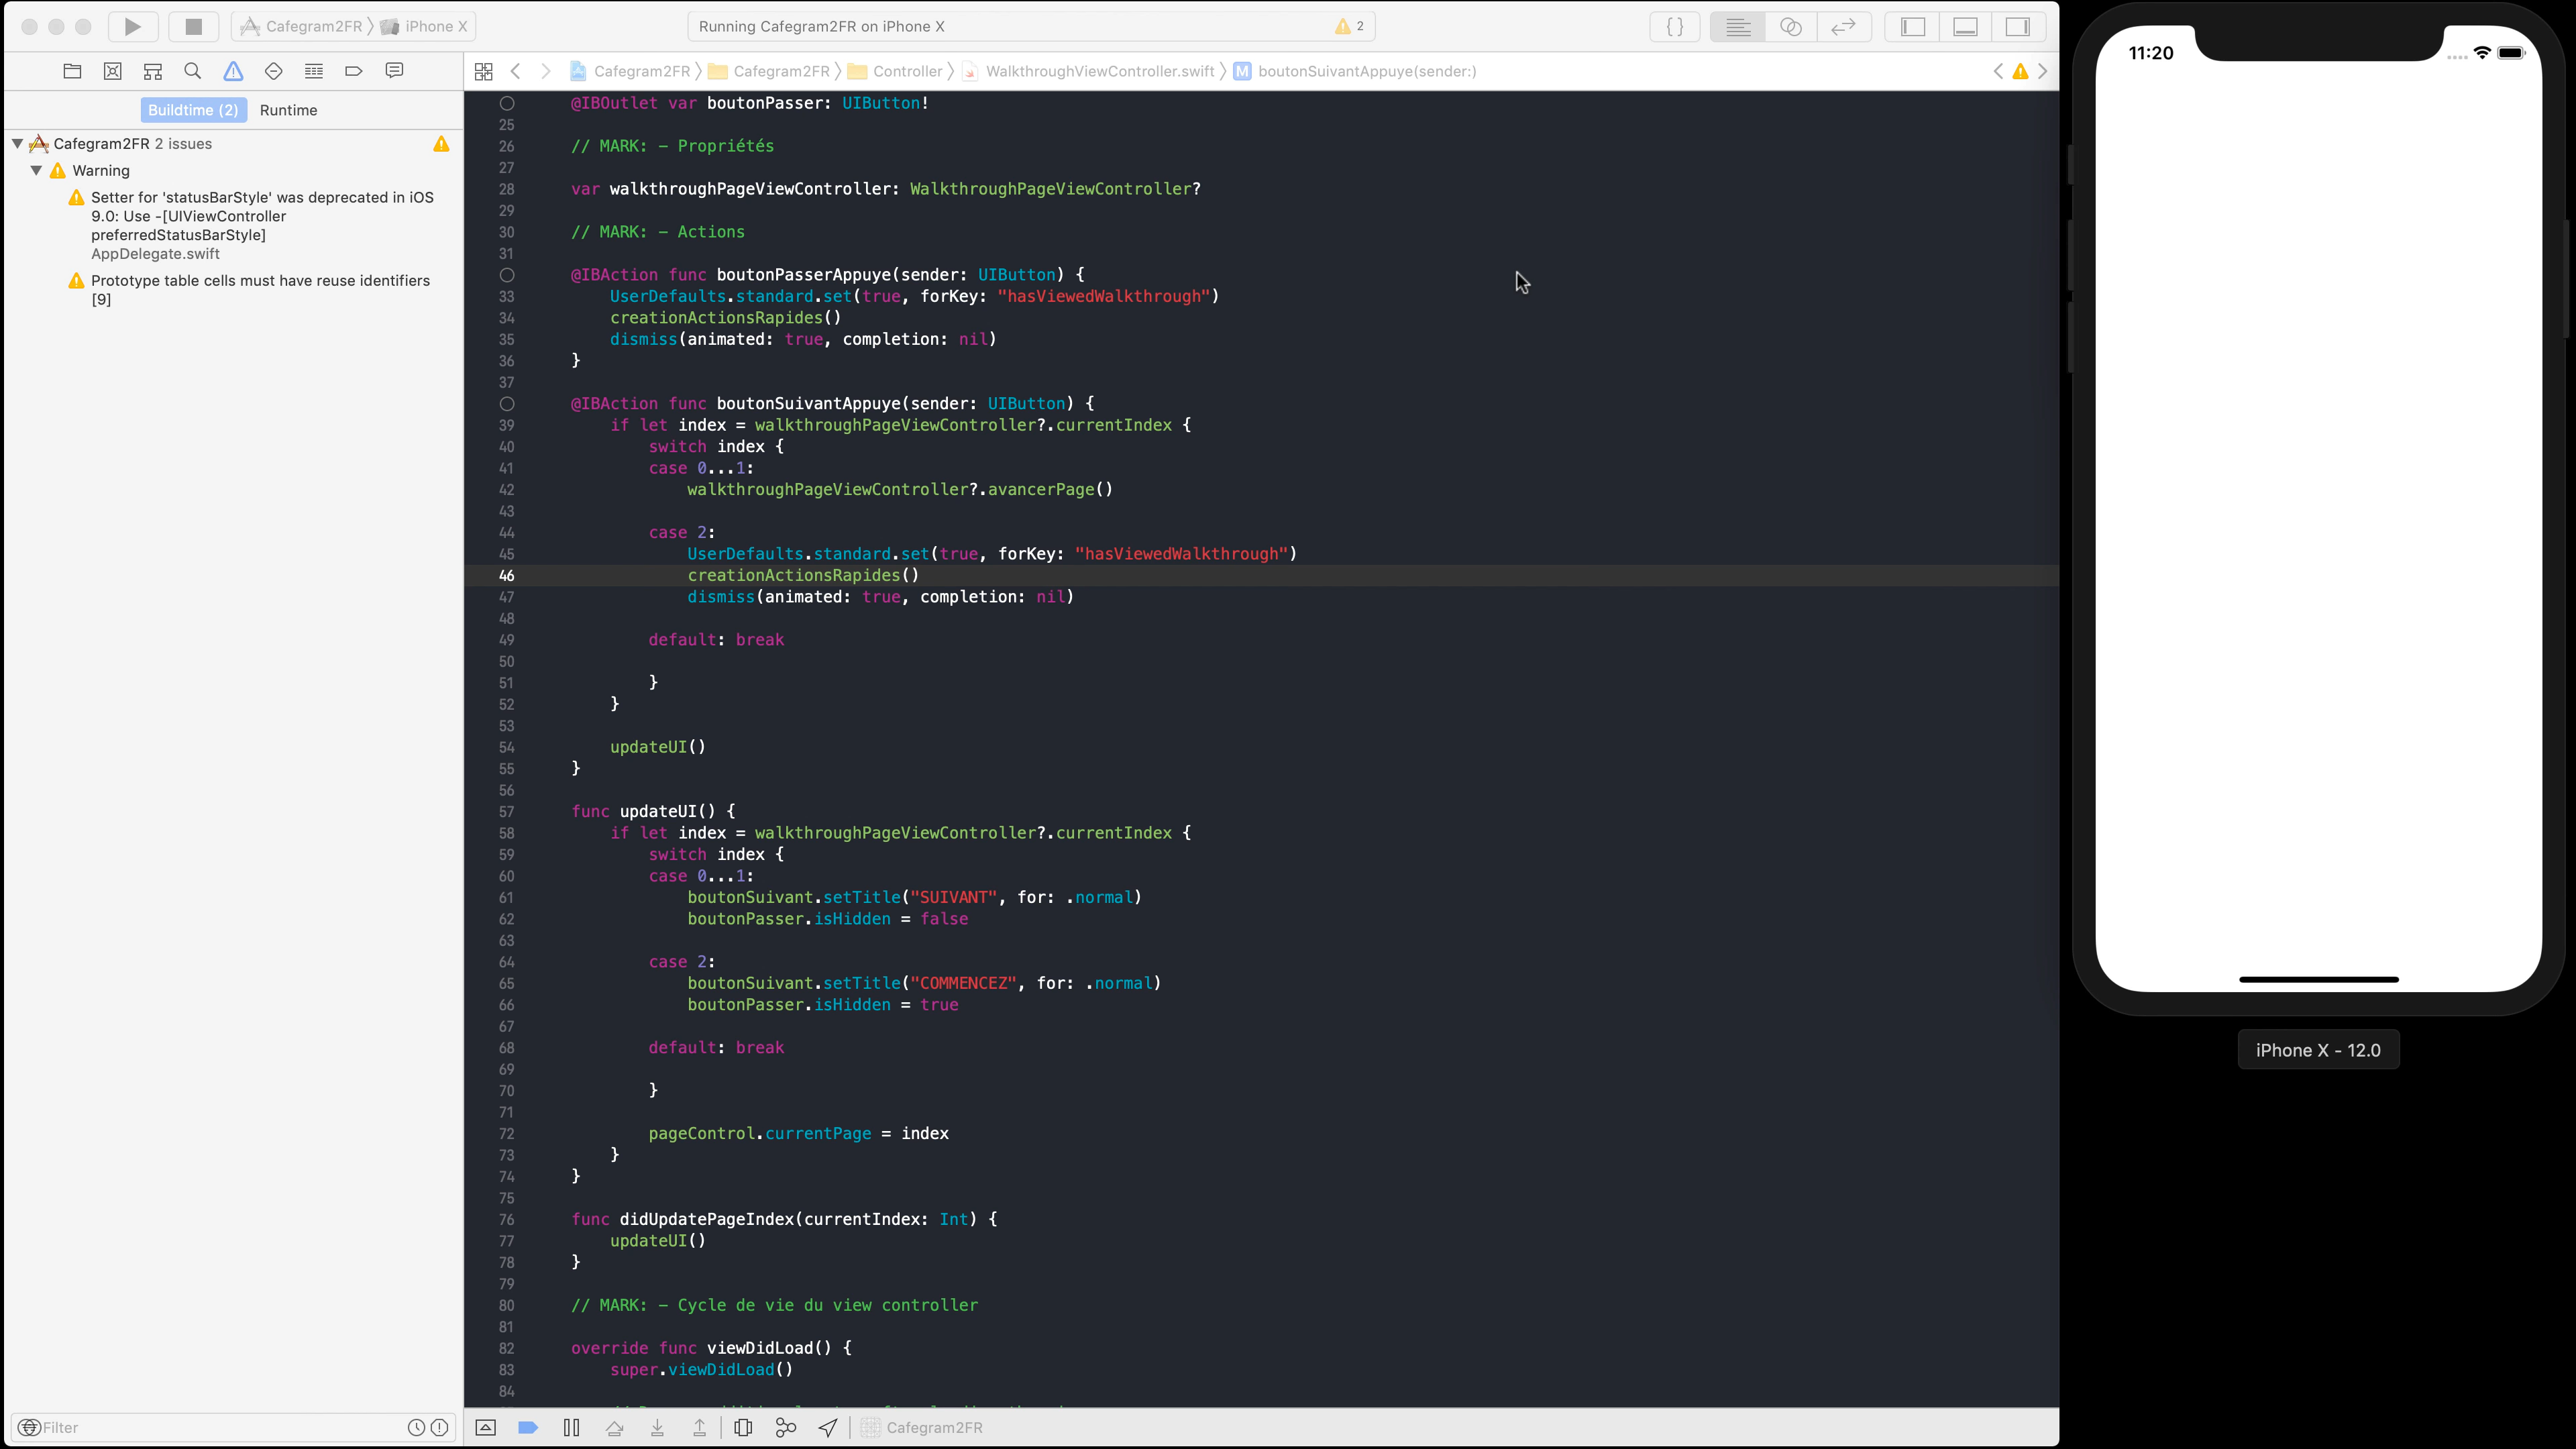 Cafegram2FR
iPhone X
Running Cafegram2FR on iPhone X
2
Cafegram2FR
Cafegram2FR
Controller
WalkthroughViewController.swift
M
boutonSuivantAppuye(sender:)
Buildtime (2)
Runtime
Cafegram2FR 2 issues
Warning
Setter for 'statusBarStyle' was deprecated in iOS
9.0: Use -[UIViewController
preferredStatusBarStyle]
AppDelegate.swift
Prototype table cells must have reuse identifiers
[9]
Filter
@IBOutlet var boutonPasser: UIButton!
25
26 // MARK: - Propriétés
27
28 var walkthroughPageViewController: WalkthroughPageViewController?
29
30 // MARK: - Actions
31
@IBAction func boutonPasserAppuye(sender: UIButton) {
33 UserDefaults.standard.set(true, forKey: "hasViewedWalkthrough")
34 creationActionsRapides()
35 dismiss(animated: true, completion: nil)
36 }
37
@IBAction func boutonSuivantAppuye(sender: UIButton) {
39 if let index = walkthroughPageViewController?.currentIndex {
40 switch index {
41 case 0...1:
42 walkthroughPageViewController?.avancerPage()
43
44 case 2:
45 UserDefaults.standard.set(true, forKey: "hasViewedWalkthrough")
46 creationActionsRapides()
47 dismiss(animated: true, completion: nil)
48
49 default: break
50
51 }
52 }
53
54 updateUI()
55 }
56
57 func updateUI() {
58 if let index = walkthroughPageViewController?.currentIndex {
59 switch index {
60 case 0...1:
61 boutonSuivant.setTitle("SUIVANT", for: .normal)
62 boutonPasser.isHidden = false
63
64 case 2:
65 boutonSuivant.setTitle("COMMENCEZ", for: .normal)
66 boutonPasser.isHidden = true
67
68 default: break
69
70 }
71
72 pageControl.currentPage = index
73 }
74 }
75
76 func didUpdatePageIndex(currentIndex: Int) {
77 updateUI()
78 }
79
80 // MARK: - Cycle de vie du view controller
81
82 override func viewDidLoad() {
83 super.viewDidLoad()
84
Cafegram2FR
11:20
iPhone X - 12.0